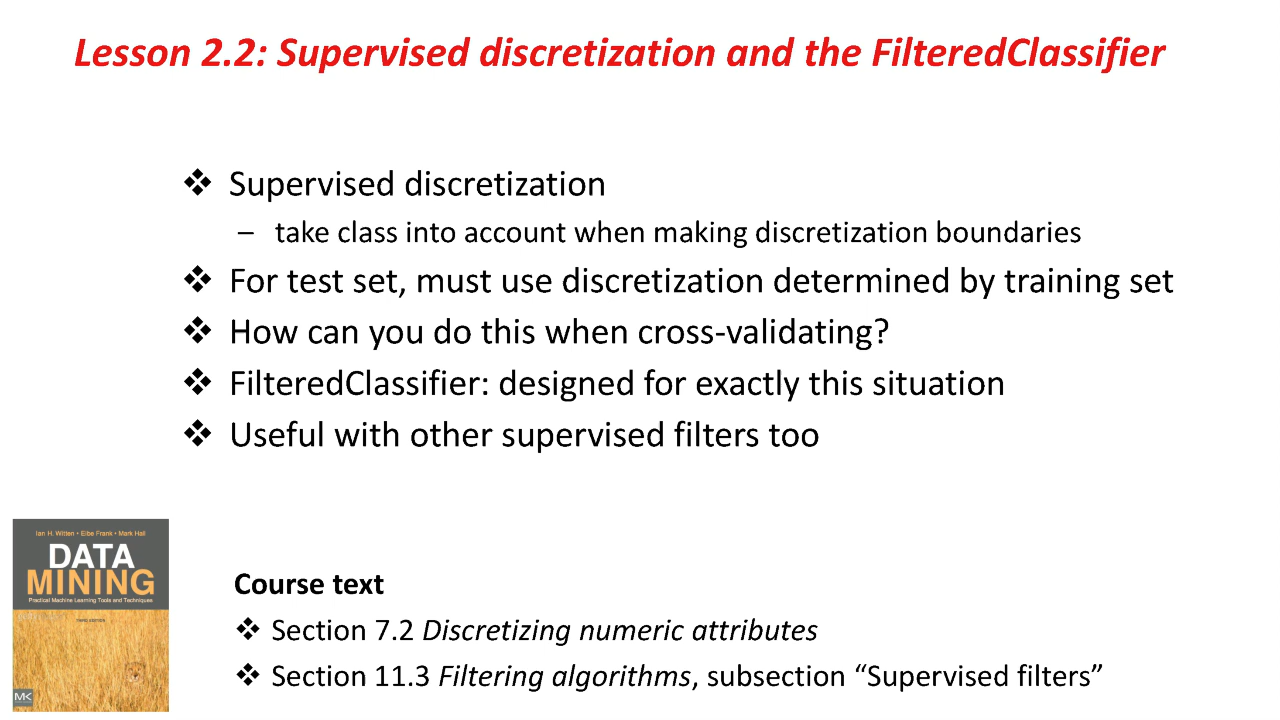 Lesson 2.2: Supervised discretization and the FilteredClassifier
❖ Supervised discretization
– take class into account when making discretization boundaries
❖ For test set, must use discretization determined by training set
❖ How can you do this when cross-validating?
❖ FilteredClassifier: designed for exactly this situation
❖ Useful with other supervised filters too
Ian H. Witten • Eibe Frank • Mark Hall
DATA
MINING
Practical Machine Learning Tools and Techniques
THIRD EDITION
MK
Course text
❖ Section 7.2 Discretizing numeric attributes
❖ Section 11.3 Filtering algorithms, subsection “Supervised filters”